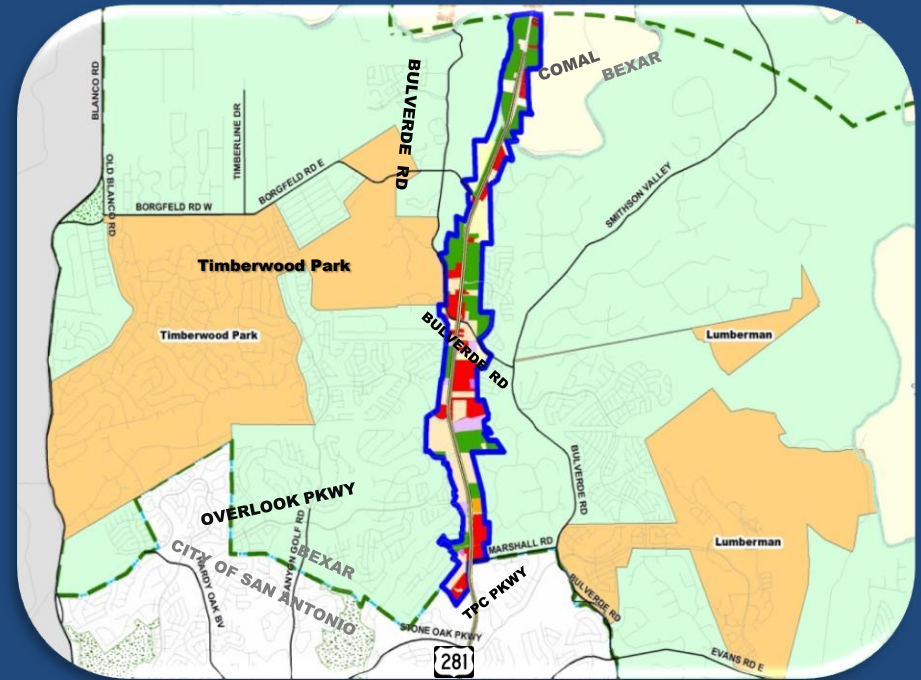 COMAL
BEXAR
BULVERDE RD
BLANCO RD
TIMBERLINE DR
OLD BLANCO RD
BORGFELD RD E
BORGFELD RD W
SMITHSON VALLEY
Timberwood Park
Timberwood Park
BULVERDE RD
Lumberman
BULVERDE RD
OVERLOOK PKWY
BEXAR
CITY OF SAN ANTONIO
HARDY OAK BV
CANYON GOLF RD
MARSHALL RD
Lumberman
TPC PKWY
BULVERDE RD
STONE OAK PKWY
EVANS RD E
281